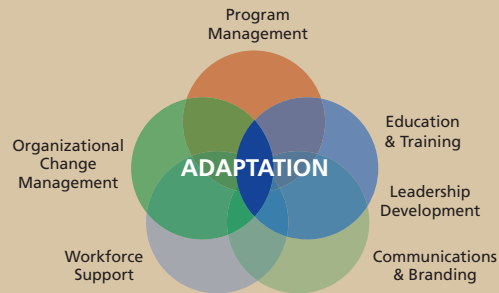 Program
Management
Education
& Training
Organizational
Change
Management
ADAPTATION
Leadership
Development
Workforce
Support
Communications
& Branding